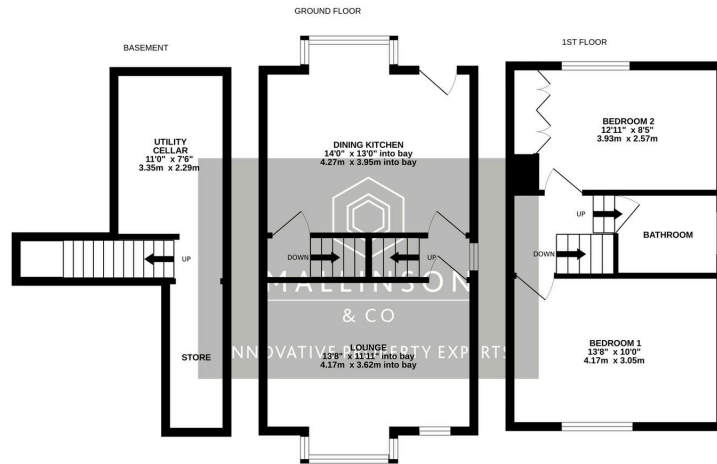 GROUND FLOOR
BASEMENT
1ST FLOOR
UTILITY
CELLAR
11'0" x 7'6"
3.35m x 2.29m
DINING KITCHEN
14'0" x 13'0" into bay
4.27m x 3.95m into bay
BEDROOM 2
12'11" x 8'5"
3.93m x 2.57m
UP
BATHROOM
UP
DOWN
UP
DOWN
MALLINSON
& CO
INNOVATIVE PROPERTY EXPERTS
STORE
LOUNGE
13'8" x 11'11" into bay
4.17m x 3.62m into bay
BEDROOM 1
13'8" x 10'0"
4.17m x 3.05m